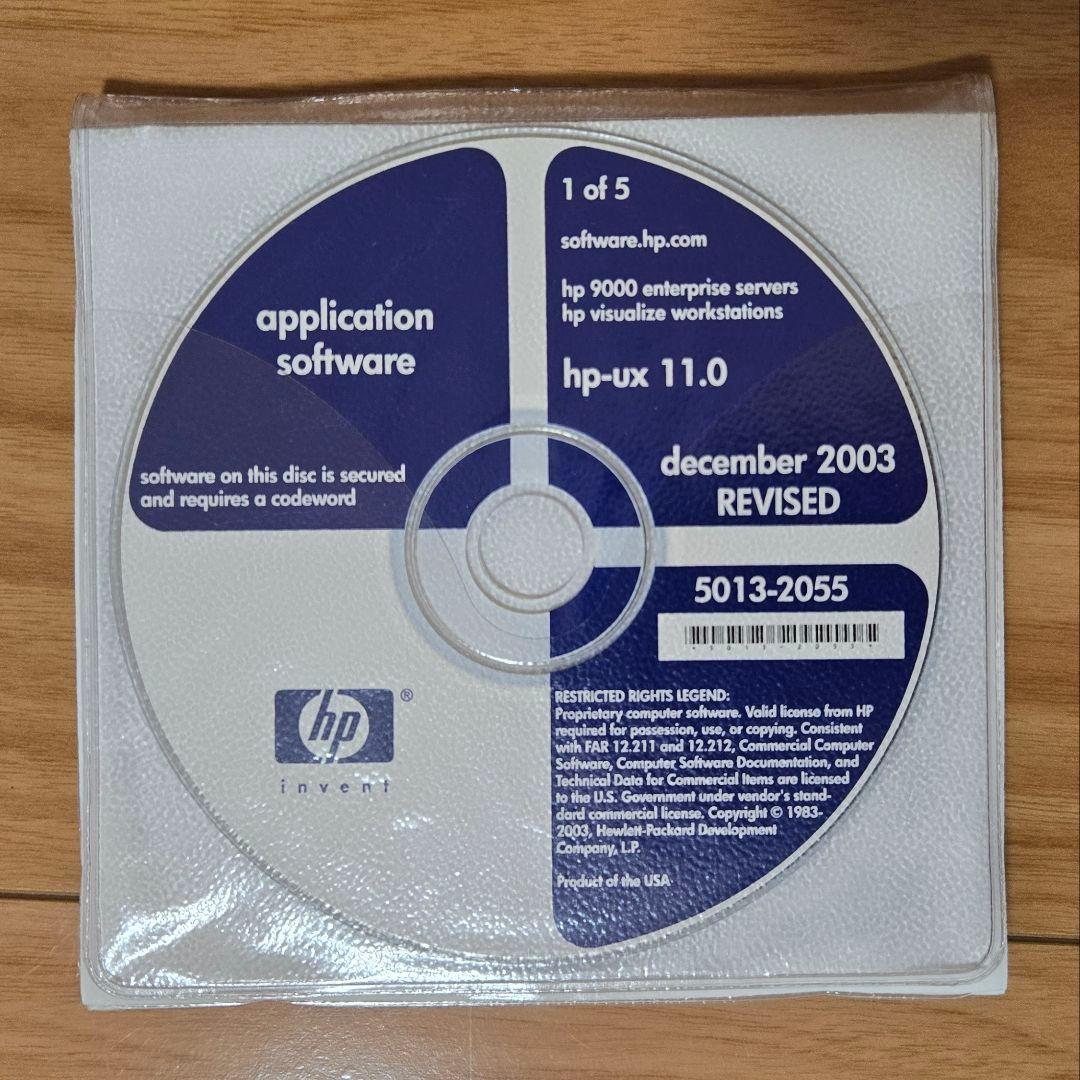 application
software
software on this disc is secured
and requires a codeword
1 of 5
software.hp.com
hp 9000 enterprise servers
hp visualize workstations
hp-ux 11.0
december 2003
REVISED
5013-2055
RESTRICTED RIGHTS LEGEND:
Proprietary computer software. Valid license from HP
required for possession, use, or copying. Consistent
with FAR 12.211 and 12.212, Commercial Computer
Software, Computer Software Documentation, and
Technical Data for Commercial Items are licensed
to the U.S. Government under vendor's stan-
dard commercial license. Copyright © 1983-
2003, Hewlett-Packard Development
Company, L.P.
Product of the USA
hp ®
invent